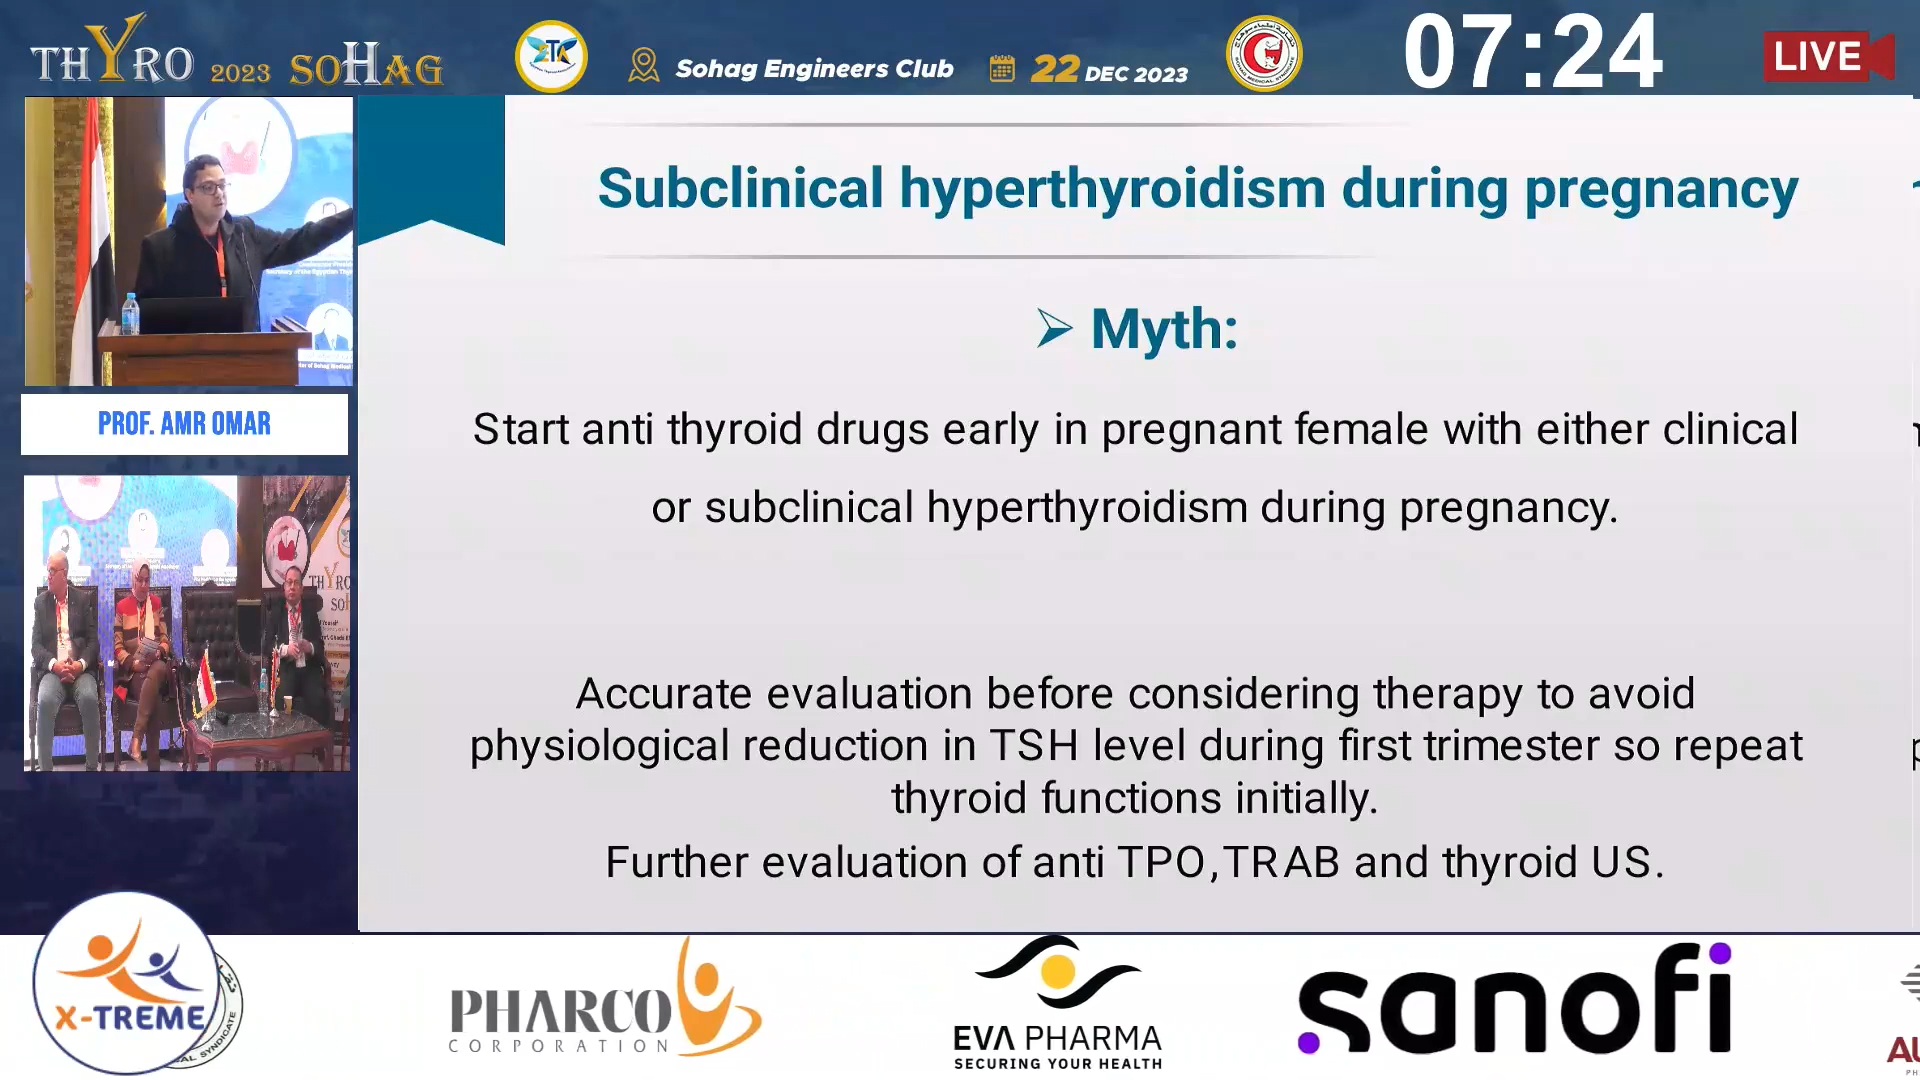 THYRO 2023 SOHAG
Sohag Engineers Club
22 DEC 2023
07:24
LIVE
Subclinical hyperthyroidism during pregnancy
Myth:
Start anti thyroid drugs early in pregnant female with either clinical
or subclinical hyperthyroidism during pregnancy.
Accurate evaluation before considering therapy to avoid
physiological reduction in TSH level during first trimester so repeat
thyroid functions initially.
Further evaluation of anti TPO,TRAB and thyroid US.
PROF. AMR OMAR
X-TREME
SYNDICATE
PHARCO
CORPORATION
EVA PHARMA
SECURING YOUR HEALTH
sanofi